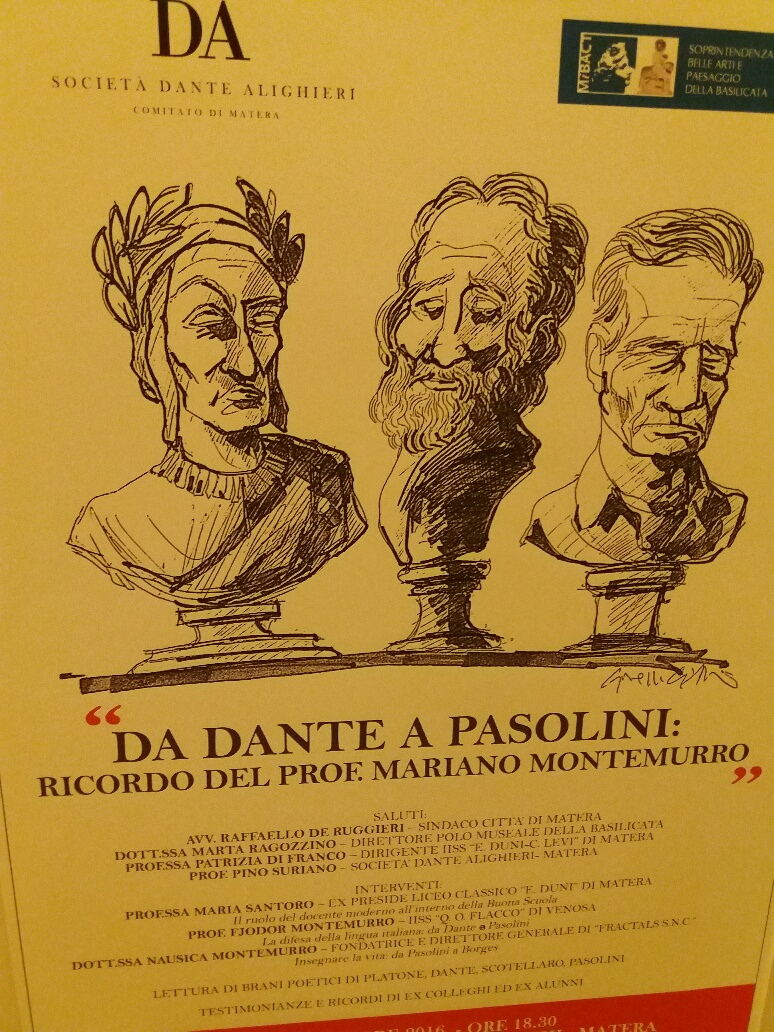 DA
SOCIETÀ DANTE ALIGHIERI
COMITATO DI MATERA
MiBACT
SOPRINTENDENZA
BELLE ARTI E
PAESAGGIO
DELLA BASILICATA
“DA DANTE A PASOLINI:
RICORDO DEL PROF. MARIANO MONTEMURRO”
SALUTI:
AVV. RAFFAELLO DE RUGGIERI – SINDACO CITTA' DI MATERA
DOTT.SSA MARTA RAGOZZINO – DIRETTORE POLO MUSEALE DELLA BASILICATA
PROF.SSA PATRIZIA DI FRANCO – DIRIGENTE IISS "E. DUNI-C. LEVI" DI MATERA
PROF. PINO SURIANO – SOCIETA' DANTE ALIGHIERI- MATERA
INTERVENTI:
PROF.SSA MARIA SANTORO – EX PRESIDE LICEO CLASSICO "E. DUNI" DI MATERA
Il ruolo del docente moderno all'interno della Buona Scuola
PROF. FJODOR MONTEMURRO – IISS "Q. O. FLACCO" DI VENOSA
La difesa della lingua italiana: da Dante a Pasolini
DOTT.SSA NAUSICA MONTEMURRO – FONDATRICE E DIRETTORE GENERALE DI "FRACTALS S.N.C."
Insegnare la vita: da Pasolini a Borges
LETTURA DI BRANI POETICI DI PLATONE, DANTE, SCOTELLARO, PASOLINI
TESTIMONIANZE E RICORDI DI EX COLLEGHI ED EX ALUNNI
2016 - ORE 18.30
MATERA